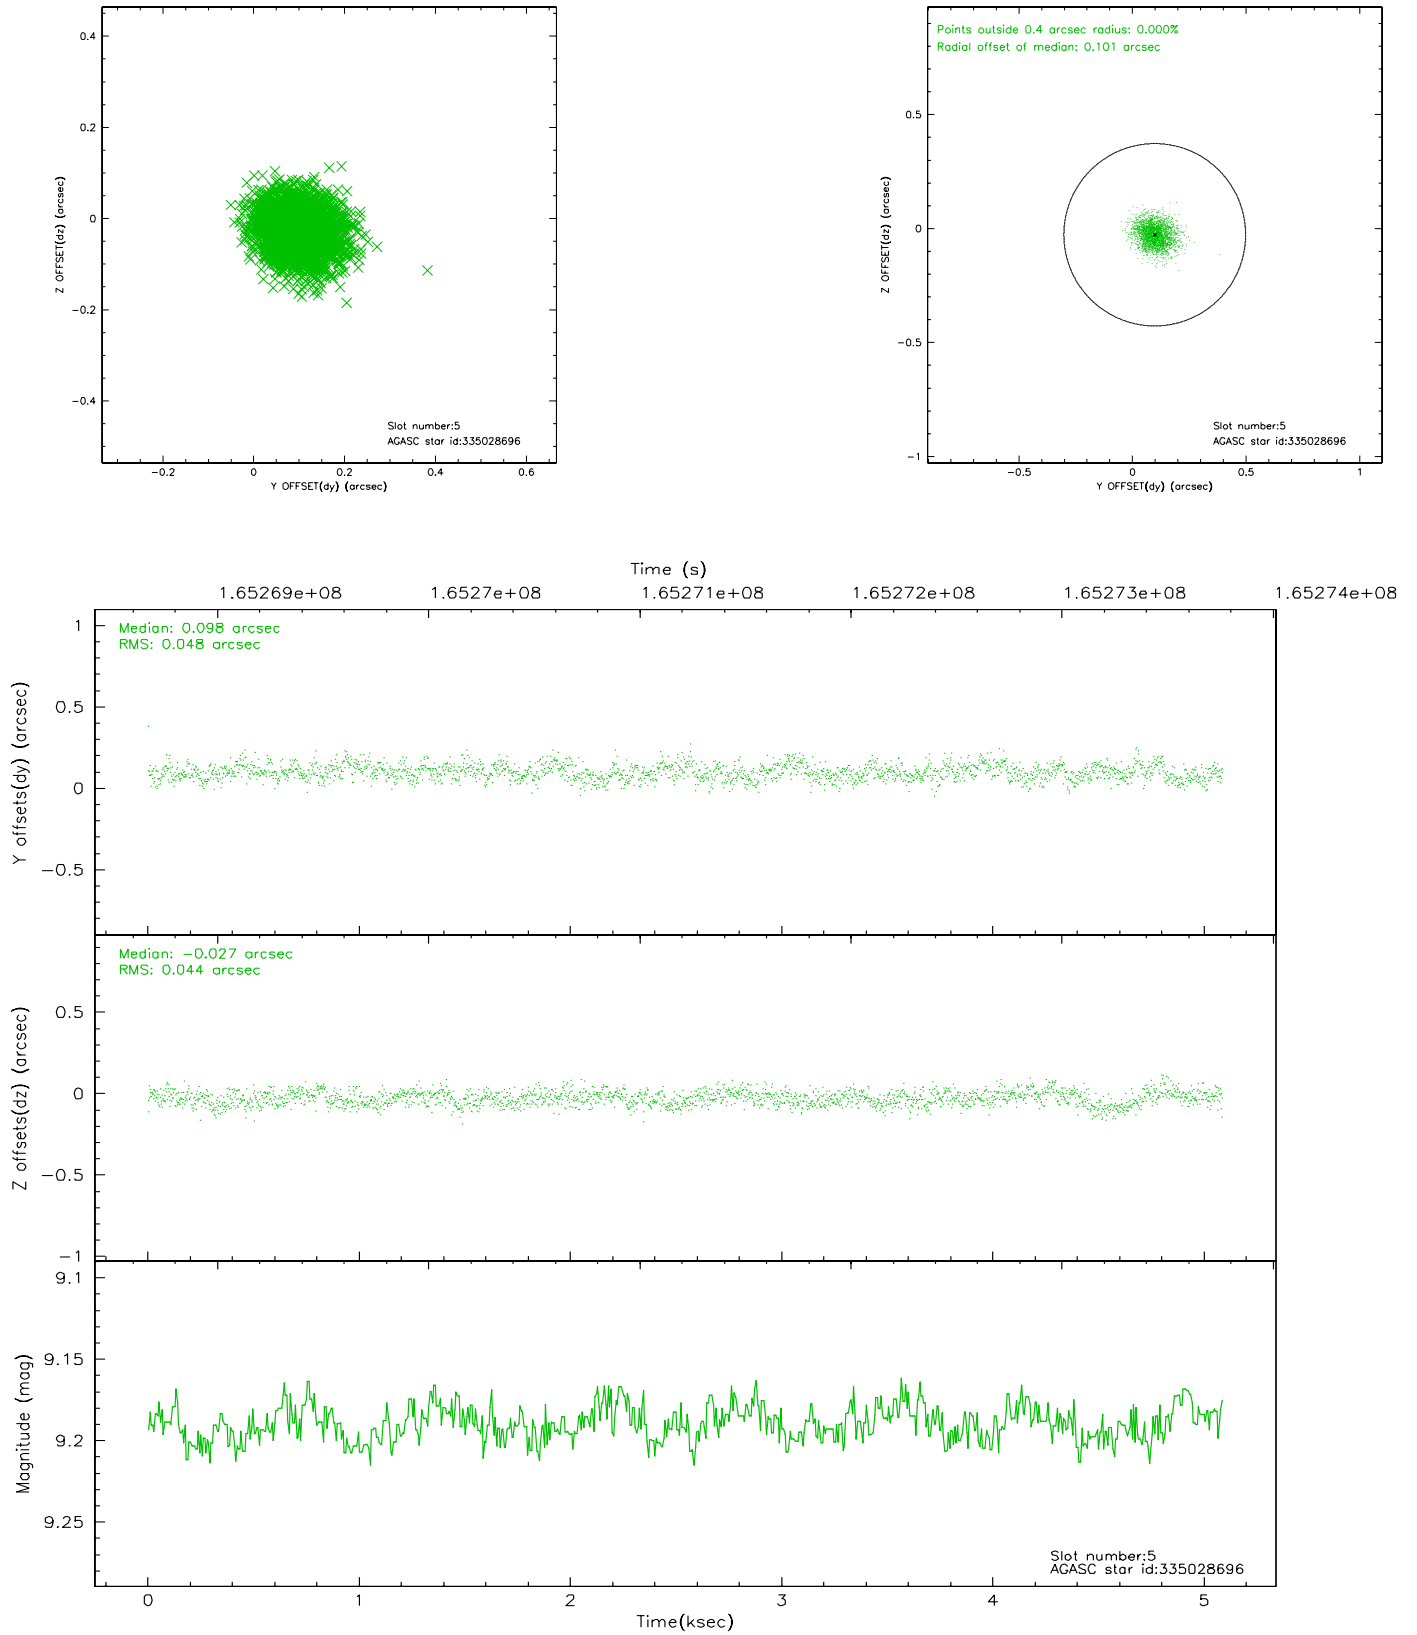 0.4
0.2
0
−0.2
−0.4
Z OFFSET(dz) (arcsec)
Slot number:5
AGASC star id:335028696
−0.2 0 0.2 0.4 0.6
Y OFFSET(dy) (arcsec)
Points outside 0.4 arcsec radius: 0.000%
Radial offset of median: 0.101 arcsec
0.5
0
−0.5
−1
Z OFFSET(dz) (arcsec)
Slot number:5
AGASC star id:335028696
−0.5 0 0.5 1
Y OFFSET(dy) (arcsec)
Time (s)
1.65269e+08 1.6527e+08 1.65271e+08 1.65272e+08 1.65273e+08 1.65274e+08
Median: 0.098 arcsec
RMS: 0.048 arcsec
1
0.5
0
−0.5
Y offsets(dy) (arcsec)
Median: −0.027 arcsec
RMS: 0.044 arcsec
0.5
0
−0.5
−1
Z offsets(dz) (arcsec)
9.1
9.15
9.2
9.25
Magnitude (mag)
Slot number:5
AGASC star id:335028696
0 1 2 3 4 5
Time(ksec)